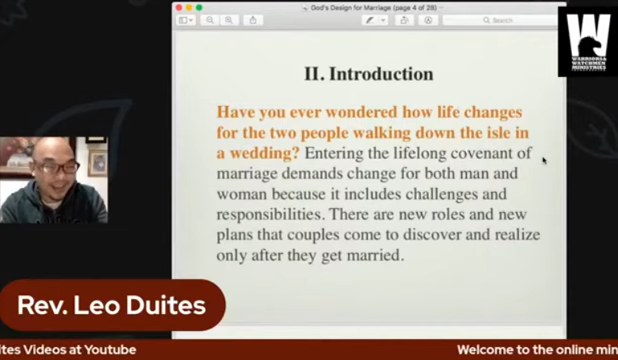 God's Design for Marriage (page 4 of 28)
Search
WARRIORS &
WATCHMEN
MINISTRIES
II. Introduction
Have you ever wondered how life changes
for the two people walking down the isle in
a wedding? Entering the lifelong covenant of
marriage demands change for both man and
woman because it includes challenges and
responsibilities. There are new roles and new
plans that couples come to discover and realize
only after they get married.
Rev. Leo Duites
ites Videos at Youtube
Welcome to the online min